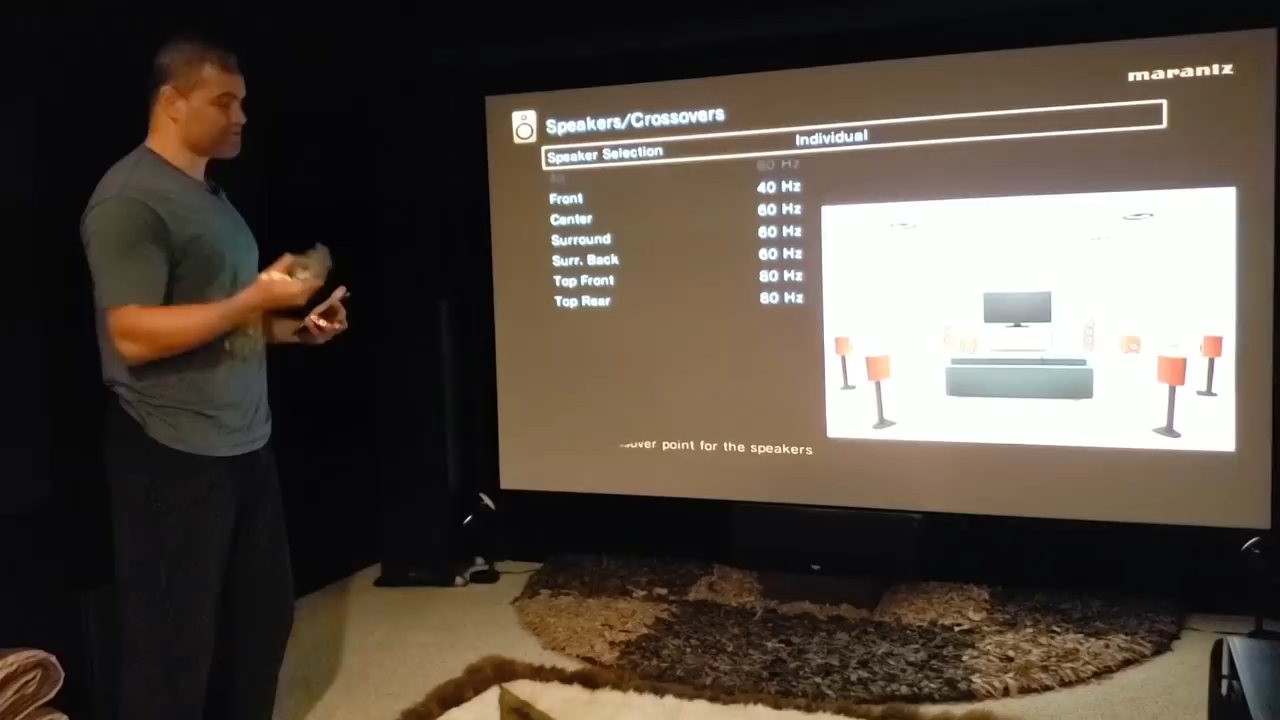 marantz
Speakers/Crossovers
Speaker Selection Individual
All 80 Hz
Front 40 Hz
Center 60 Hz
Surround 60 Hz
Surr. Back 60 Hz
Top Front 80 Hz
Top Rear 80 Hz
point for the speakers